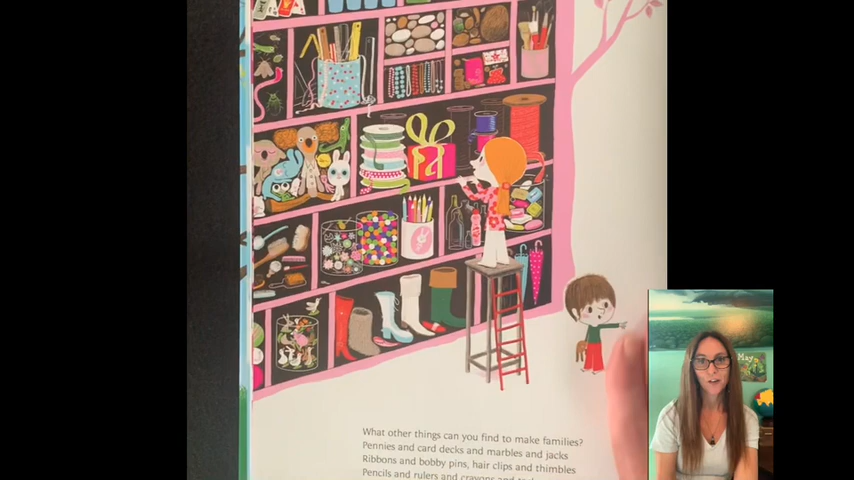 What other things can you find to make families?
Pennies and card decks and marbles and jacks
Ribbons and bobby pins, hair clips and thimbles
Pencils and rulers and crayons and
May